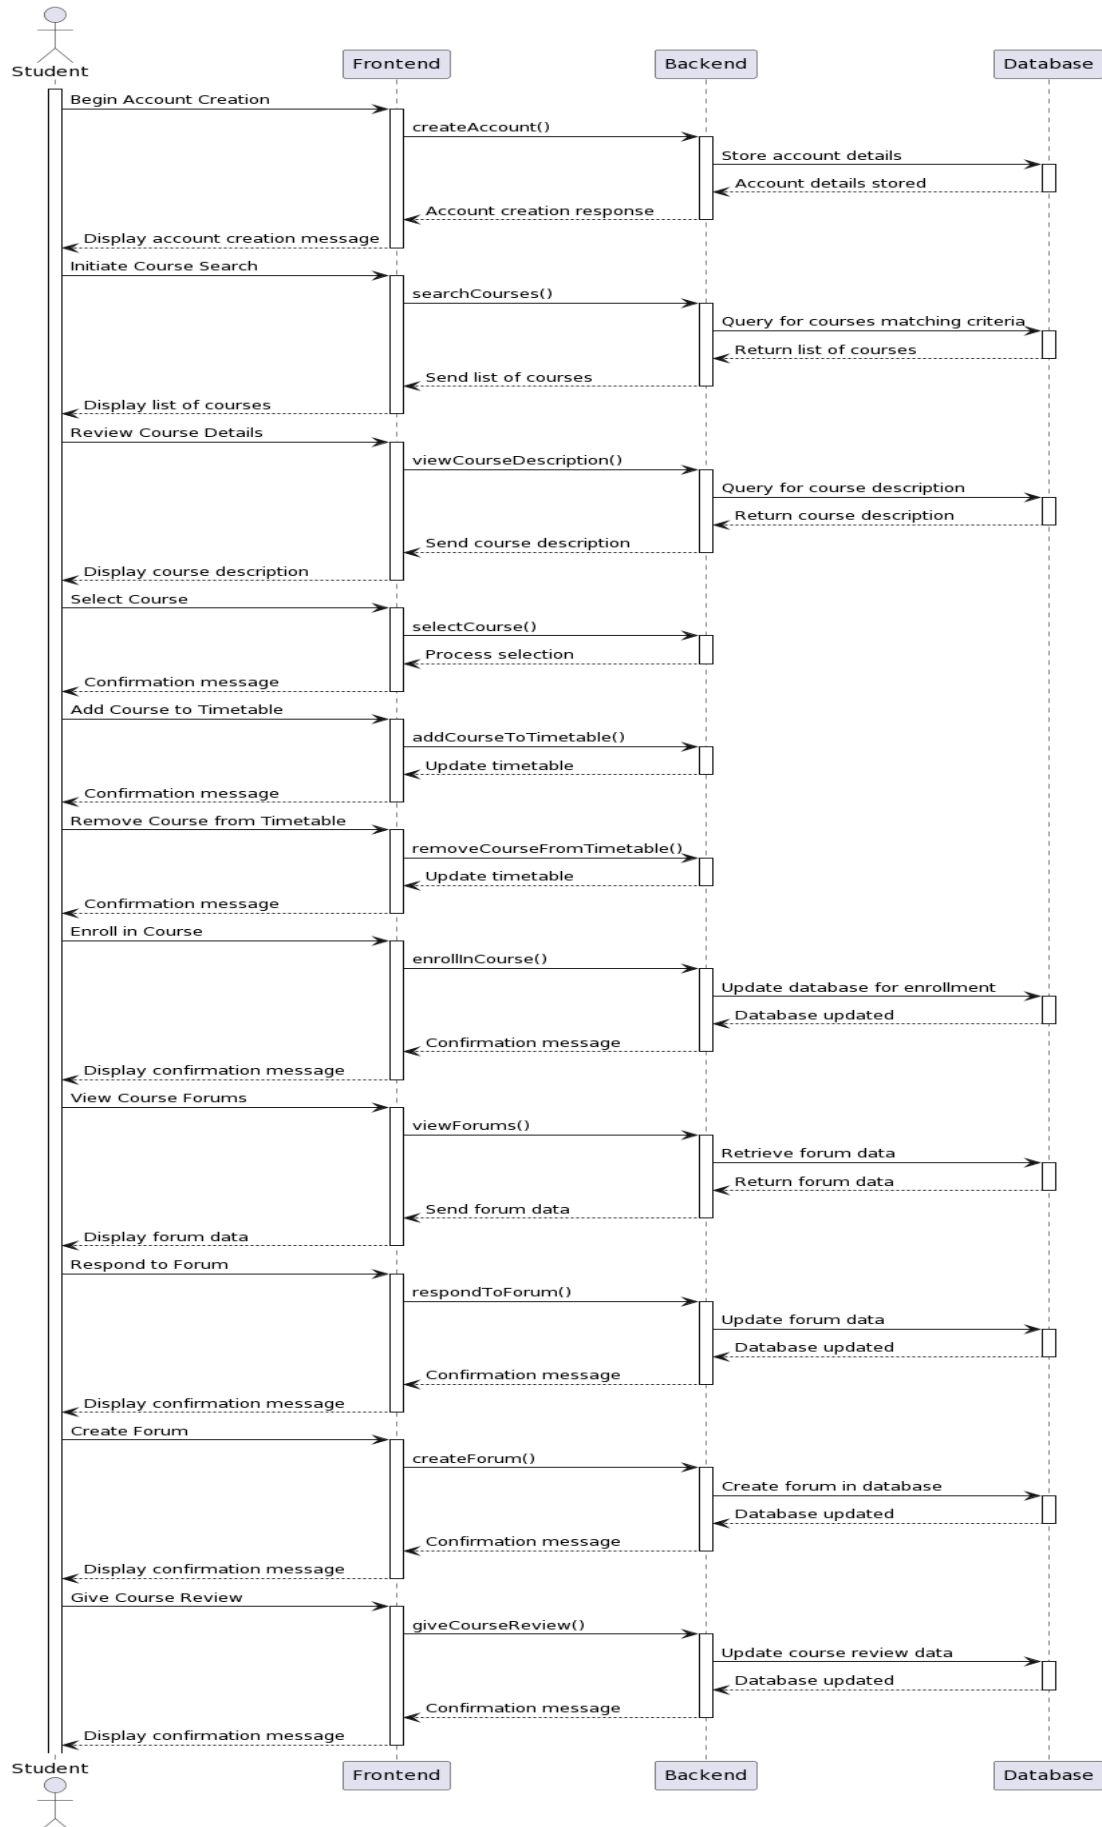 Student
Frontend
Backend
Database
Begin Account Creation
createAccount()
Store account details
Account details stored
Account creation response
Display account creation message
Initiate Course Search
searchCourses()
Query for courses matching criteria
Return list of courses
Send list of courses
Display list of courses
Review Course Details
viewCourseDescription()
Query for course description
Return course description
Send course description
Display course description
Select Course
selectCourse()
Process selection
Confirmation message
Add Course to Timetable
addCourseToTimetable()
Update timetable
Confirmation message
Remove Course from Timetable
removeCourseFromTimetable()
Update timetable
Confirmation message
Enroll in Course
enrollInCourse()
Update database for enrollment
Database updated
Confirmation message
Display confirmation message
View Course Forums
viewForums()
Retrieve forum data
Return forum data
Send forum data
Display forum data
Respond to Forum
respondToForum()
Update forum data
Database updated
Confirmation message
Display confirmation message
Create Forum
createForum()
Create forum in database
Database updated
Confirmation message
Display confirmation message
Give Course Review
giveCourseReview()
Update course review data
Database updated
Confirmation message
Display confirmation message
Student
Frontend
Backend
Database